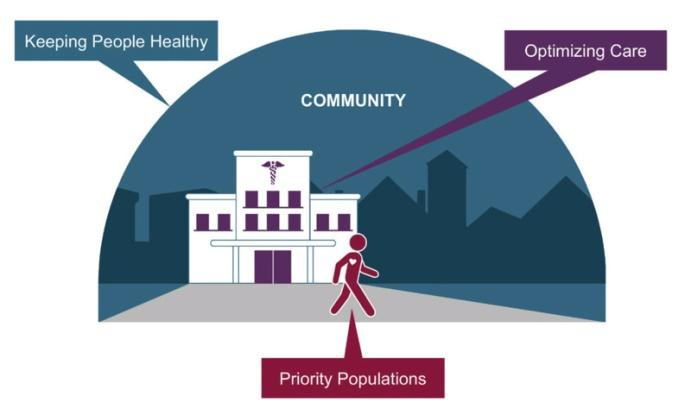 Keeping People Healthy
Optimizing Care
COMMUNITY
Priority Populations